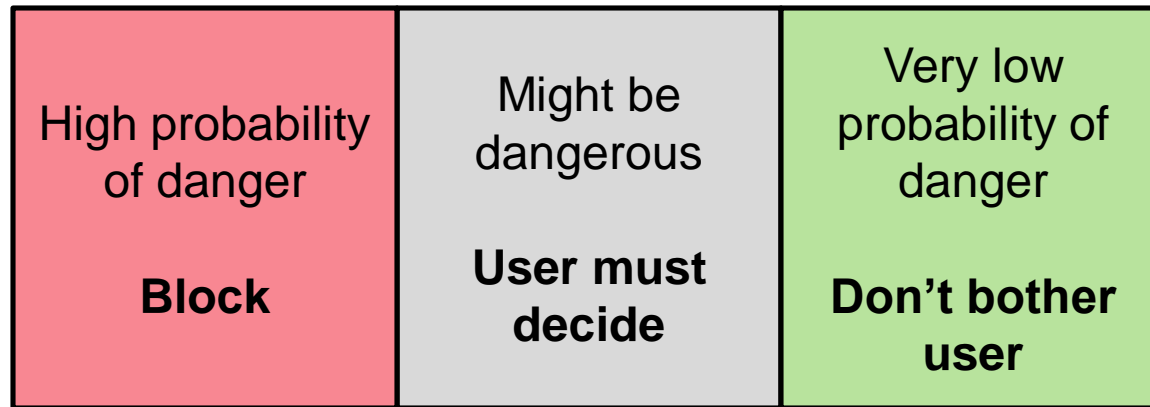 High probability
of danger
Block
Might be
dangerous
User must
decide
Very low
probability of
danger
Don’t bother
user